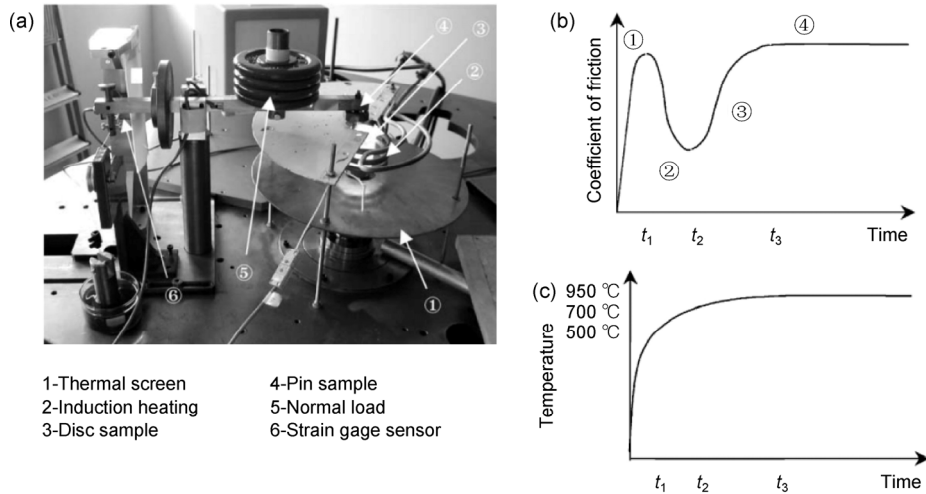 (a)
④
③
②
⑤
①
⑥
1-Thermal screen
2-Induction heating
3-Disc sample
4-Pin sample
5-Normal load
6-Strain gage sensor
(b)
Coefficient of friction
①
②
③
④
t1
t2
t3
Time
(c)
Temperature
950 ℃
700 ℃
500 ℃
t1
t2
t3
Time